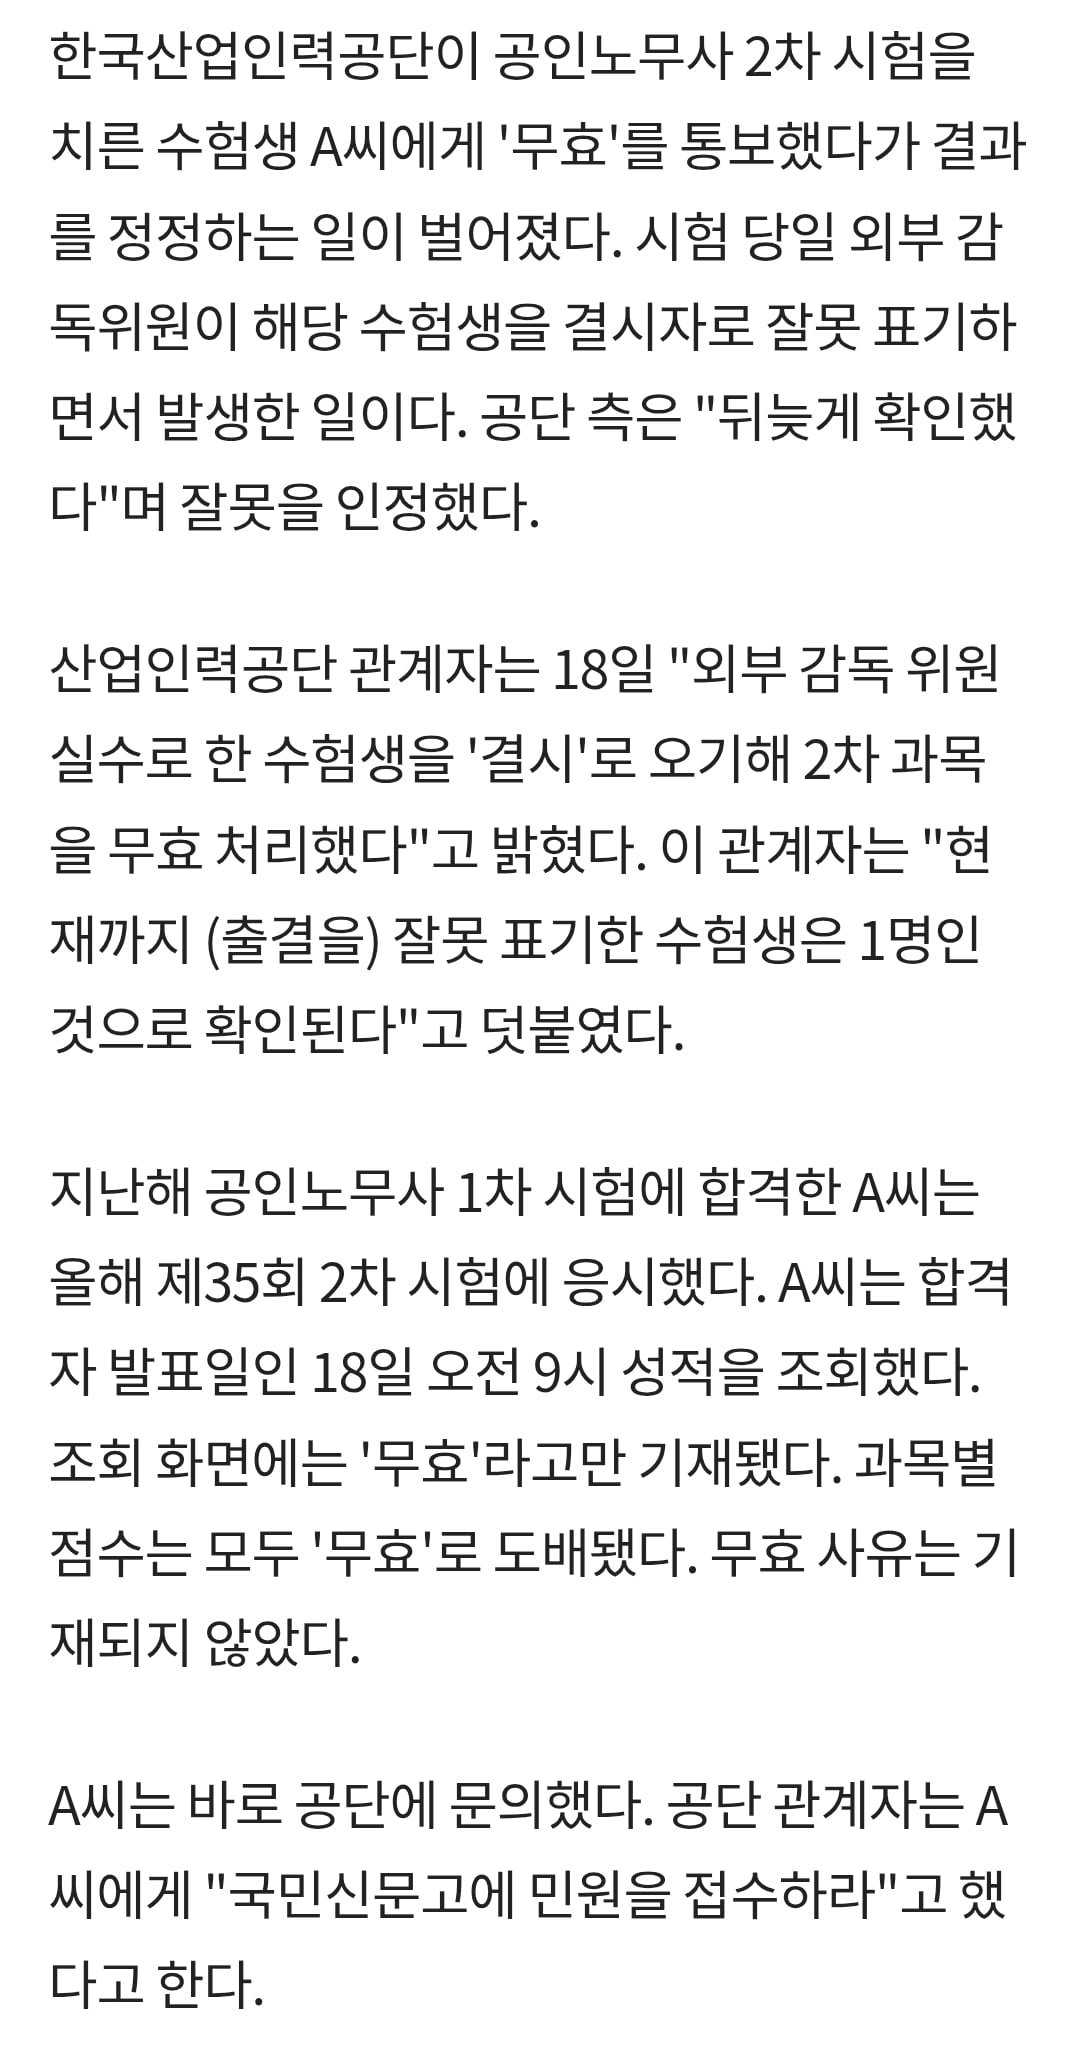 한국산업인력공단이 공인노무사 2차 시험을
치른 수험생 A씨에게 '무효'를 통보했다가 결과
를 정정하는 일이 벌어졌다. 시험 당일 외부 감
독위원이 해당 수험생을 결시자로 잘못 표기하
면서 발생한 일이다. 공단 측은 "뒤늦게 확인했
다"며 잘못을 인정했다.
산업인력공단 관계자는 18일 "외부 감독 위원
실수로 한 수험생을 '결시'로 오기해 2차 과목
을 무효 처리했다"고 밝혔다. 이 관계자는 "현
재까지 (출결을) 잘못 표기한 수험생은 1명인
것으로 확인된다"고 덧붙였다.
지난해 공인노무사 1차 시험에 합격한 A씨는
올해 제35회 2차 시험에 응시했다. A씨는 합격
자 발표일인 18일 오전 9시 성적을 조회했다.
조회 화면에는 '무효'라고만 기재됐다. 과목별
점수는 모두 '무효'로 도배됐다. 무효 사유는 기
재되지 않았다.
A씨는 바로 공단에 문의했다. 공단 관계자는 A
씨에게 "국민신문고에 민원을 접수하라"고 했
다고 한다.